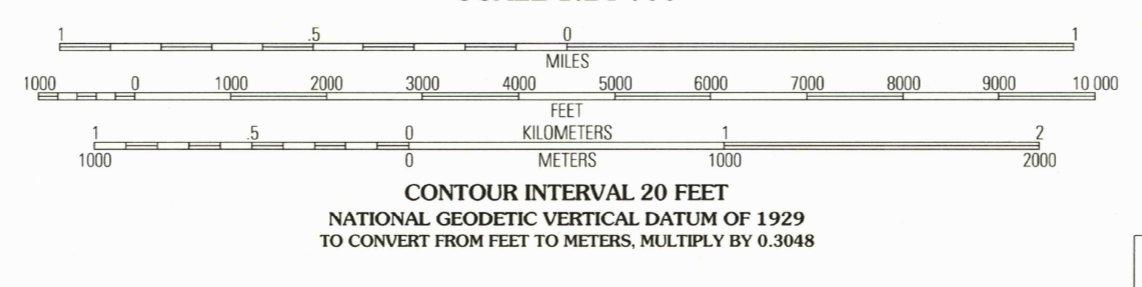 1 .5 0 1
MILES
1000 0 1000 2000 3000 4000 5000 6000 7000 8000 9000 10 000
FEET
1 .5 0 KILOMETERS 1 2
1000 0 METERS 1000 2000
CONTOUR INTERVAL 20 FEET
NATIONAL GEODETIC VERTICAL DATUM OF 1929
TO CONVERT FROM FEET TO METERS, MULTIPLY BY 0.3048